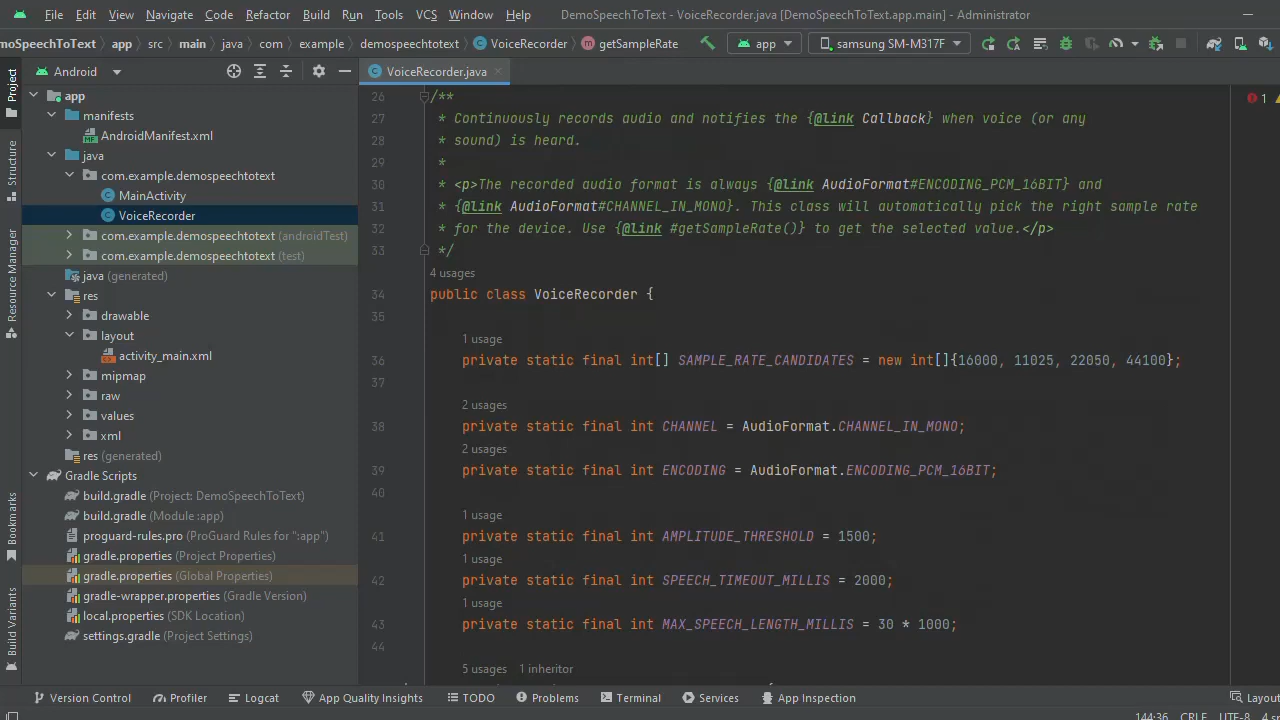 File Edit View Navigate Code Refactor Build Run Tools VCS Window Help DemoSpeechToText - VoiceRecorder.java [DemoSpeechToText.app.main] - Administrator
moSpeechToText app src main java com example demospeechtotext VoiceRecorder getSampleRate app samsung SM-M317F
Android VoiceRecorder.java
Project
Structure
Resource Manager
Bookmarks
Build Variants
app
manifests
AndroidManifest.xml
java
com.example.demospeechtotext
MainActivity
VoiceRecorder
com.example.demospeechtotext (androidTest)
com.example.demospeechtotext (test)
java (generated)
res
drawable
layout
activity_main.xml
mipmap
raw
values
xml
res (generated)
Gradle Scripts
build.gradle (Project: DemoSpeechToText)
build.gradle (Module :app)
proguard-rules.pro (ProGuard Rules for ":app")
gradle.properties (Project Properties)
gradle.properties (Global Properties)
gradle-wrapper.properties (Gradle Version)
local.properties (SDK Location)
settings.gradle (Project Settings)
1
26 /**
27 * Continuously records audio and notifies the {@link Callback} when voice (or any
28 * sound) is heard.
29 *
30 * <p>The recorded audio format is always {@link AudioFormat#ENCODING_PCM_16BIT} and
31 * {@link AudioFormat#CHANNEL_IN_MONO}. This class will automatically pick the right sample rate
32 * for the device. Use {@link #getSampleRate()} to get the selected value.</p>
33 */
4 usages
34 public class VoiceRecorder {
35
1 usage
36 private static final int[] SAMPLE_RATE_CANDIDATES = new int[]{16000, 11025, 22050, 44100};
37
2 usages
38 private static final int CHANNEL = AudioFormat.CHANNEL_IN_MONO;
2 usages
39 private static final int ENCODING = AudioFormat.ENCODING_PCM_16BIT;
40
1 usage
41 private static final int AMPLITUDE_THRESHOLD = 1500;
1 usage
42 private static final int SPEECH_TIMEOUT_MILLIS = 2000;
1 usage
43 private static final int MAX_SPEECH_LENGTH_MILLIS = 30 * 1000;
44
5 usages 1 inheritor
Version Control Profiler Logcat App Quality Insights TODO Problems Terminal Services App Inspection Layout
144:36 CRLF UTF-8 4